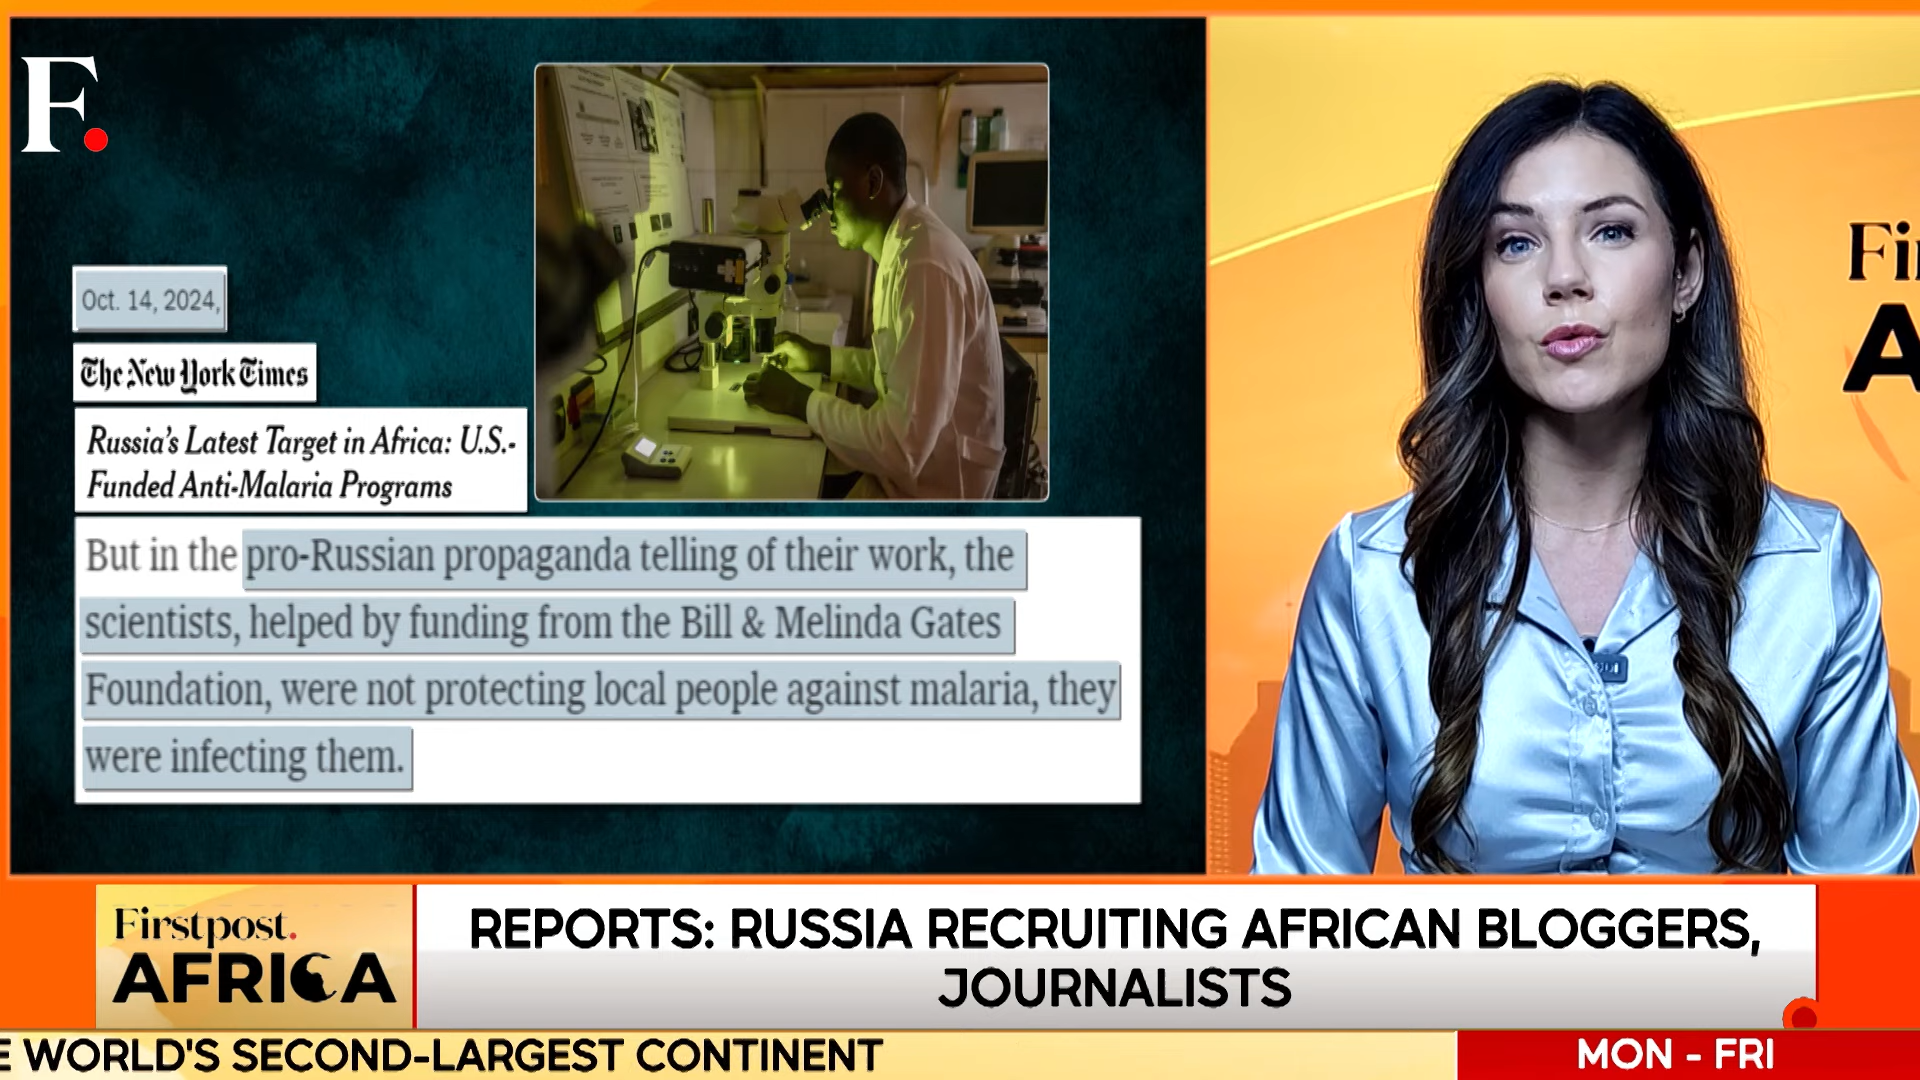 F.
Oct. 14, 2024,
The New York Times
Russia's Latest Target in Africa: U.S.-
Funded Anti-Malaria Programs
But in the pro-Russian propaganda telling of their work, the
scientists, helped by funding from the Bill & Melinda Gates
Foundation, were not protecting local people against malaria, they
were infecting them.
Fi
A
Firstpost.
AFRICA
REPORTS: RUSSIA RECRUITING AFRICAN BLOGGERS,
JOURNALISTS
E WORLD'S SECOND-LARGEST CONTINENT
MON - FRI